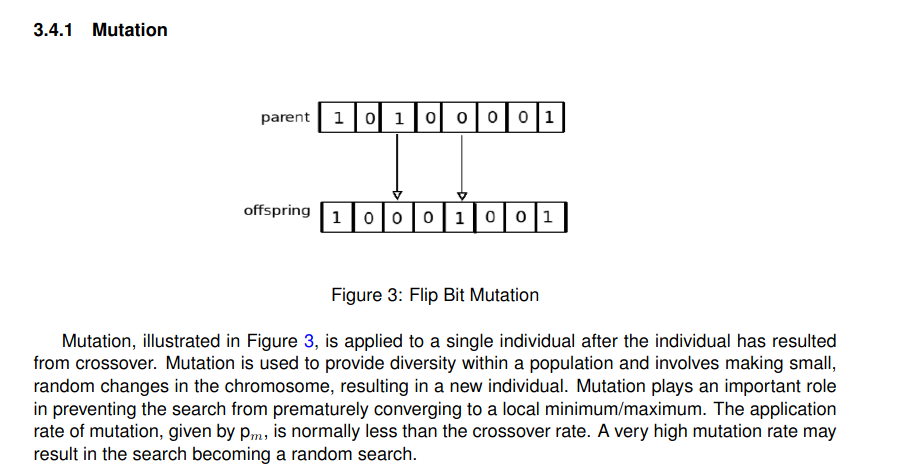 3.4.1 Mutation
parent 1 0 1 0 0 0 0 1
offspring 1 0 0 0 1 0 0 1
Figure 3: Flip Bit Mutation
Mutation, illustrated in Figure 3, is applied to a single individual after the individual has resulted
from crossover. Mutation is used to provide diversity within a population and involves making small,
random changes in the chromosome, resulting in a new individual. Mutation plays an important role
in preventing the search from prematurely converging to a local minimum/maximum. The application
rate of mutation, given by pₘ, is normally less than the crossover rate. A very high mutation rate may
result in the search becoming a random search.